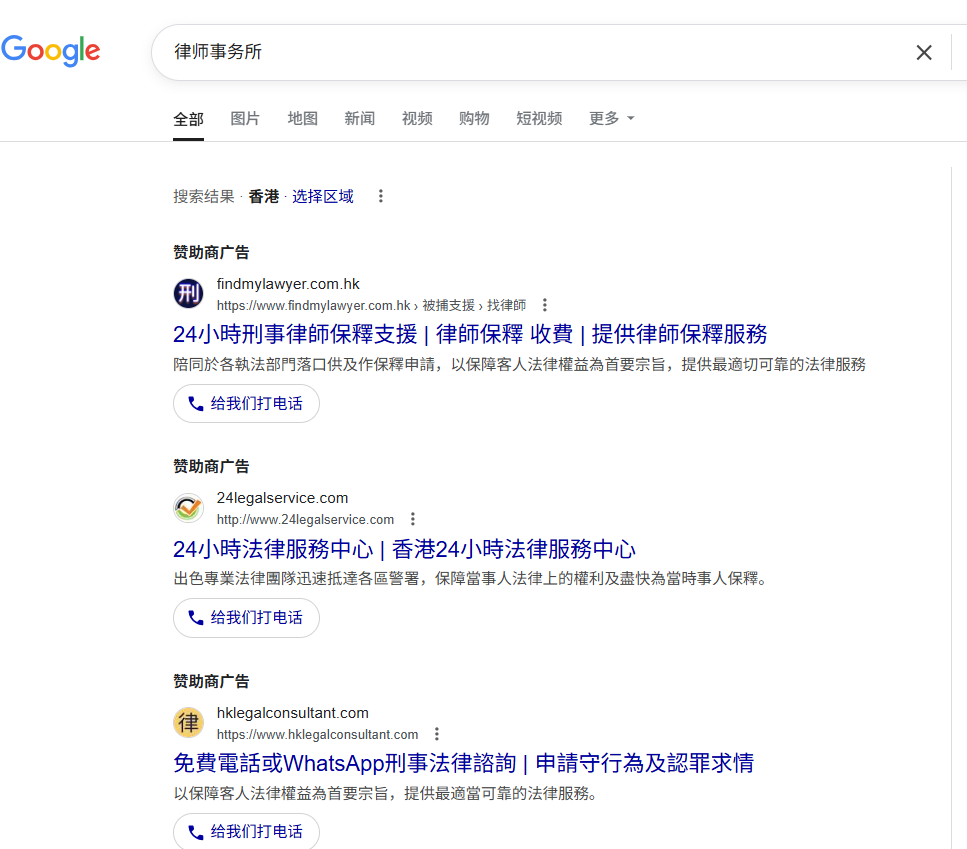 Google
律师事务所
全部 图片 地图 新闻 视频 购物 短视频 更多
搜索结果 · 香港 · 选择区域
赞助商广告
刑
findmylawyer.com.hk
https://www.findmylawyer.com.hk › 被捕支援 › 找律師
24小時刑事律師保釋支援 | 律師保釋 收費 | 提供律師保釋服務
陪同於各執法部門落口供及作保釋申請，以保障客人法律權益為首要宗旨，提供最適切可靠的法律服務
给我们打电话
赞助商广告
24legalservice.com
http://www.24legalservice.com
24小時法律服務中心 | 香港24小時法律服務中心
出色專業法律團隊迅速抵達各區警署，保障當事人法律上的權利及盡快為當時事人保釋。
给我们打电话
赞助商广告
律
hklegalconsultant.com
https://www.hklegalconsultant.com
免費電話或WhatsApp刑事法律諮詢 | 申請守行為及認罪求情
以保障客人法律權益為首要宗旨，提供最適當可靠的法律服務。
给我们打电话